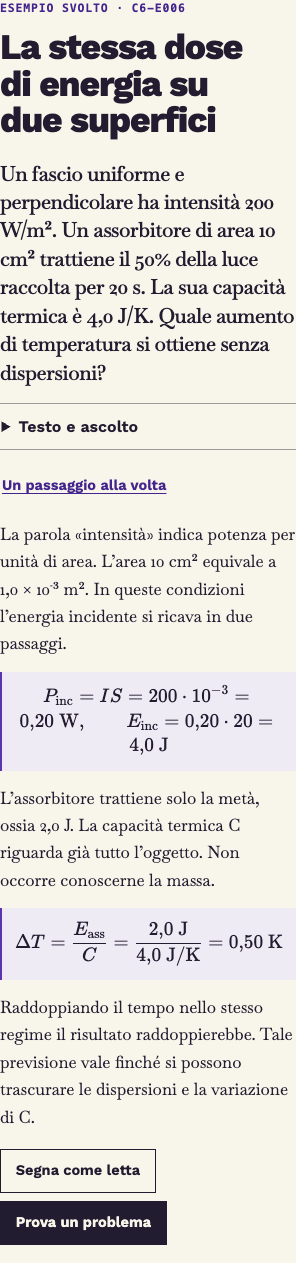 ESEMPIO SVOLTO · C6–E006
La stessa dose
di energia su
due superfici
Un fascio uniforme e
perpendicolare ha intensità 200
W/m². Un assorbitore di area 10
cm² trattiene il 50% della luce
raccolta per 20 s. La sua capacità
termica è 4,0 J/K. Quale aumento
di temperatura si ottiene senza
dispersioni?
▶ Testo e ascolto
Un passaggio alla volta
La parola «intensità» indica potenza per
unità di area. L’area 10 cm² equivale a
1,0 × 10⁻³ m². In queste condizioni
l’energia incidente si ricava in due
passaggi.
P_inc = IS = 200 · 10⁻³ =
0,20 W, E_inc = 0,20 · 20 =
4,0 J
L’assorbitore trattiene solo la metà,
ossia 2,0 J. La capacità termica C
riguarda già tutto l’oggetto. Non
occorre conoscerne la massa.
ΔT = E_ass / C = 2,0 J / 4,0 J/K = 0,50 K
Raddoppiando il tempo nello stesso
regime il risultato raddoppierebbe. Tale
previsione vale finché si possono
trascurare le dispersioni e la variazione
di C.
Segna come letta
Prova un problema